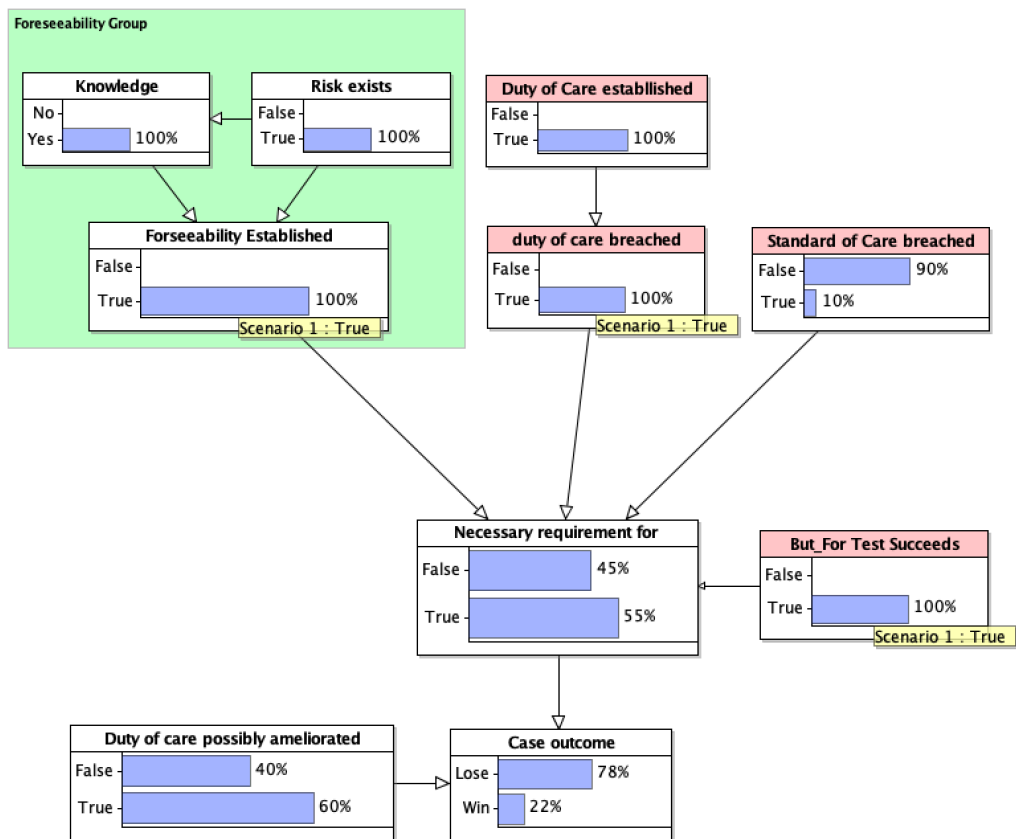 Foreseeability Group
Knowledge
No
Yes
100%
Risk exists
False
True
100%
Forseeability Established
False
True
100%
Scenario 1 : True
Duty of Care establlished
False
True
100%
duty of care breached
False
True
100%
Scenario 1 : True
Standard of Care breached
False
90%
True
10%
Necessary requirement for
False
45%
True
55%
But_For Test Succeeds
False
True
100%
Scenario 1 : True
Duty of care possibly ameliorated
False
40%
True
60%
Case outcome
Lose
78%
Win
22%